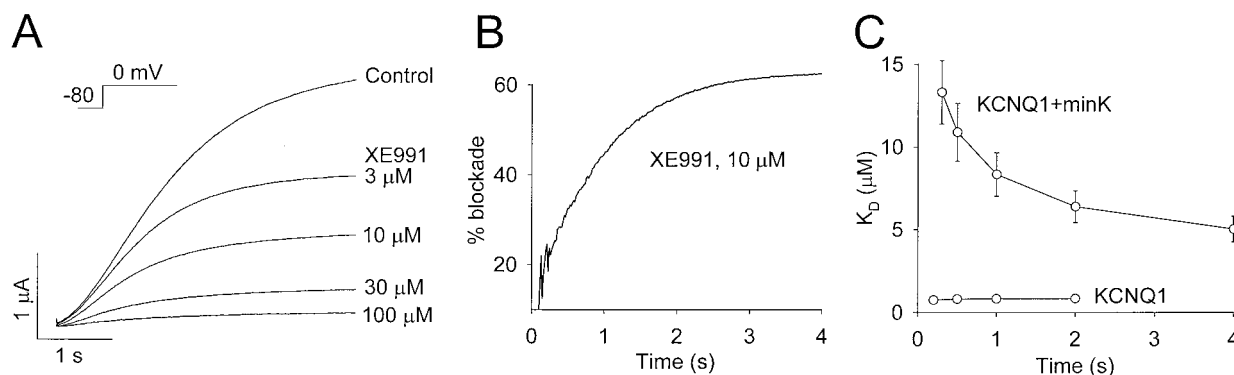 A
0 mV
-80
Control
XE991
3 μM
10 μM
30 μM
100 μM
1 μA
1 s
B
60
40
20
% blockade
XE991, 10 μM
0 1 2 3 4
Time (s)
C
15
10
5
0
K_D (μM)
KCNQ1+minK
KCNQ1
0 1 2 4
Time (s)